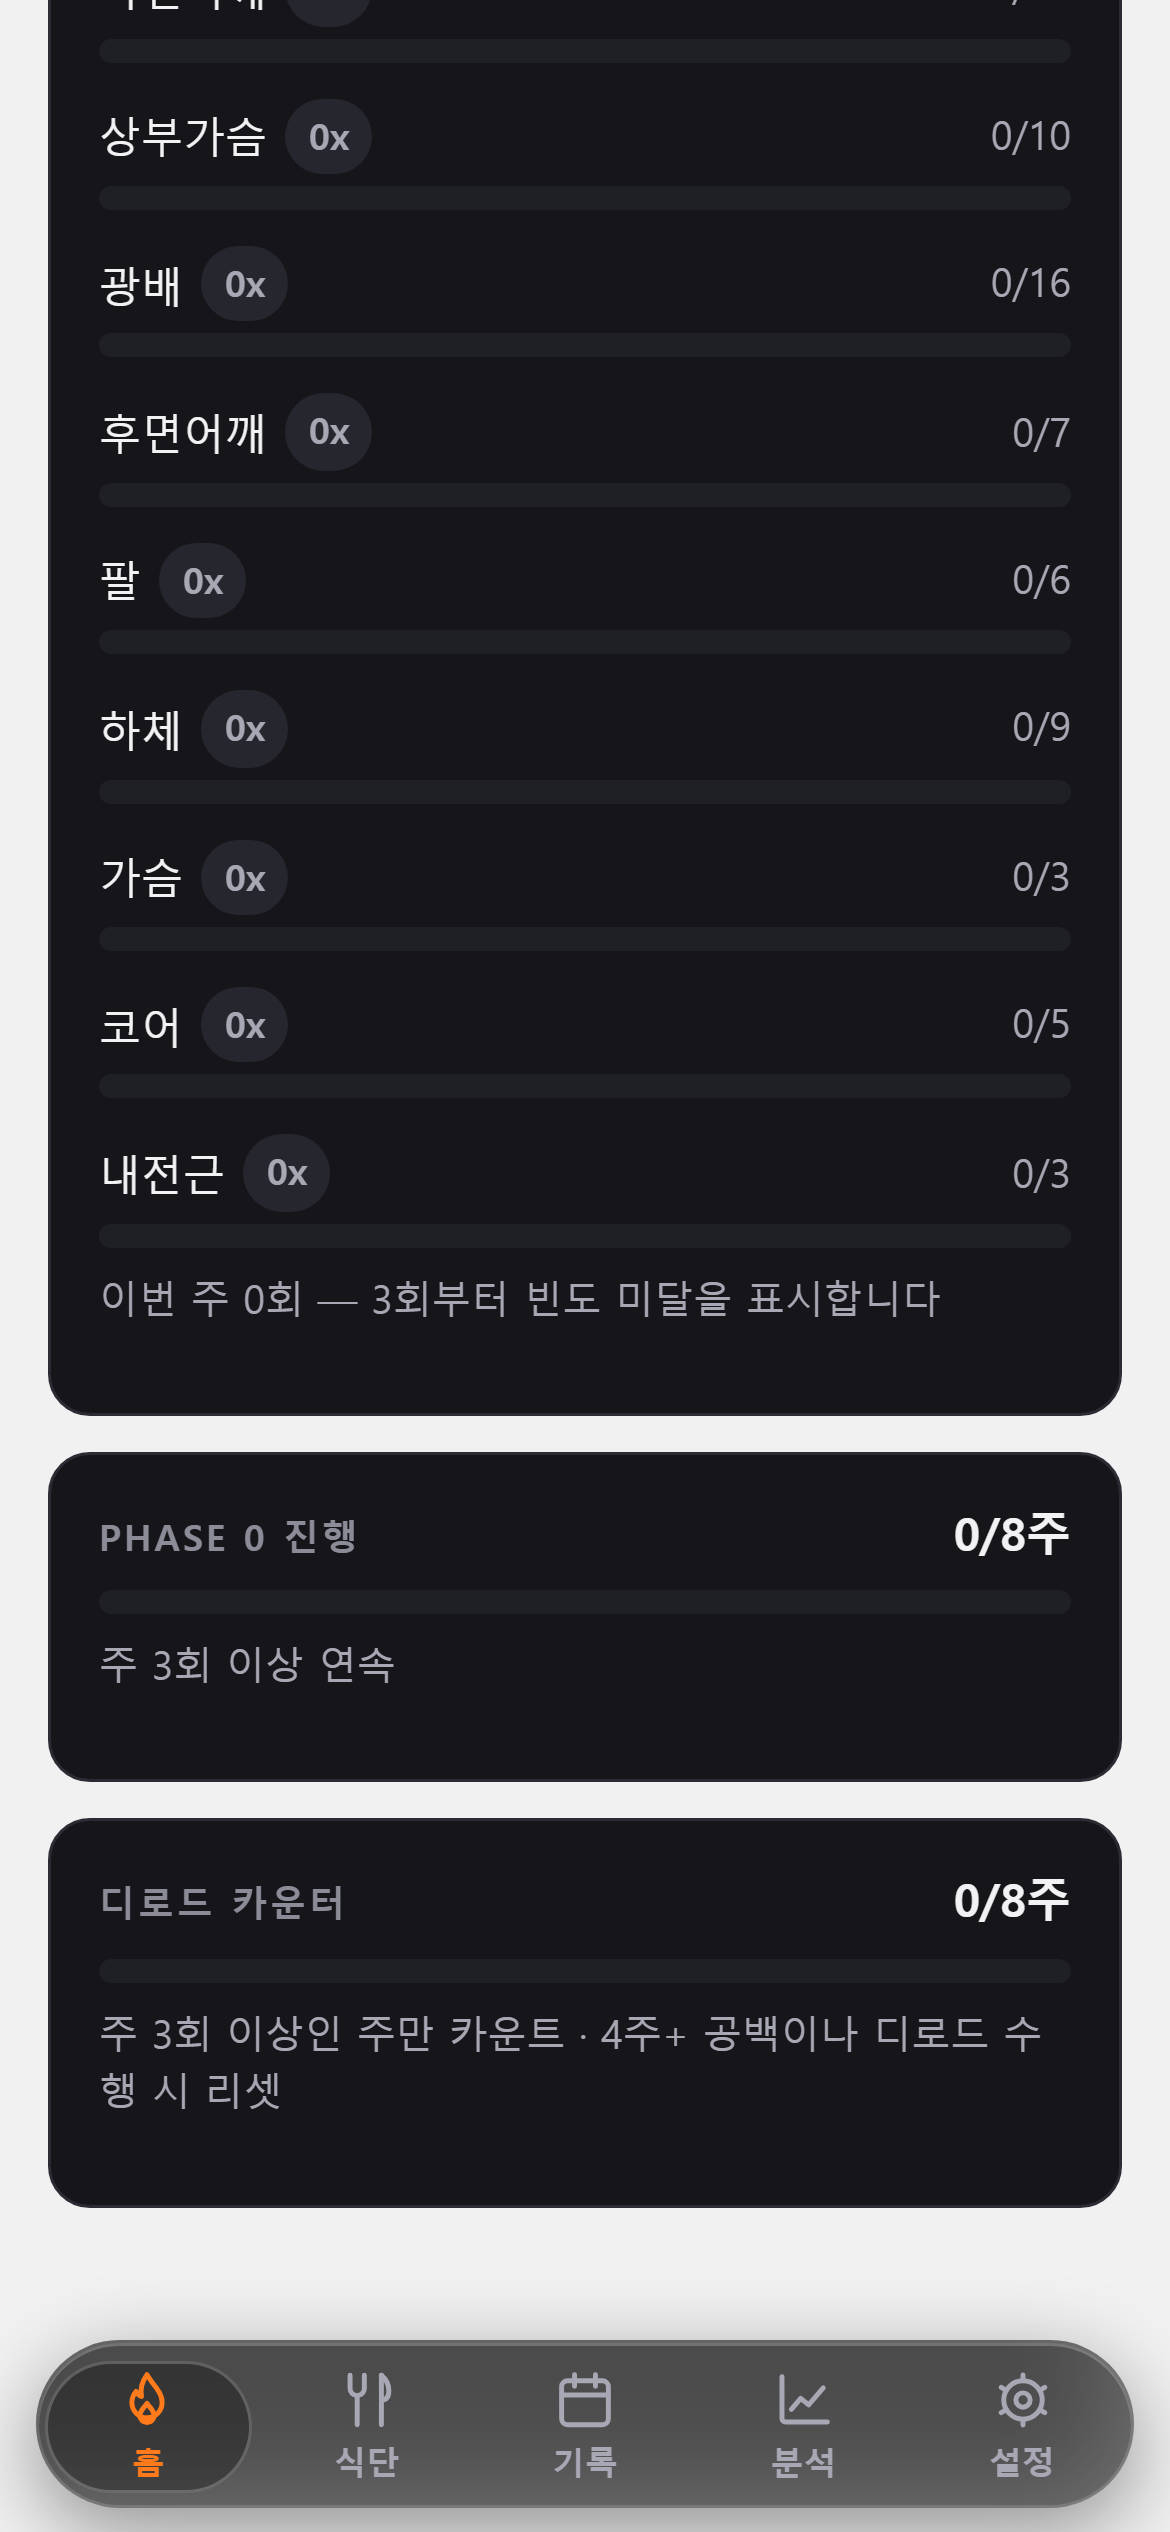 상부가슴 0x 0/10
광배 0x 0/16
후면어깨 0x 0/7
팔 0x 0/6
하체 0x 0/9
가슴 0x 0/3
코어 0x 0/5
내전근 0x 0/3
이번 주 0회 — 3회부터 빈도 미달을 표시합니다
PHASE 0 진행 0/8주
주 3회 이상 연속
디로드 카운터 0/8주
주 3회 이상인 주만 카운트 · 4주+ 공백이나 디로드 수
행 시 리셋
홈 식단 기록 분석 설정